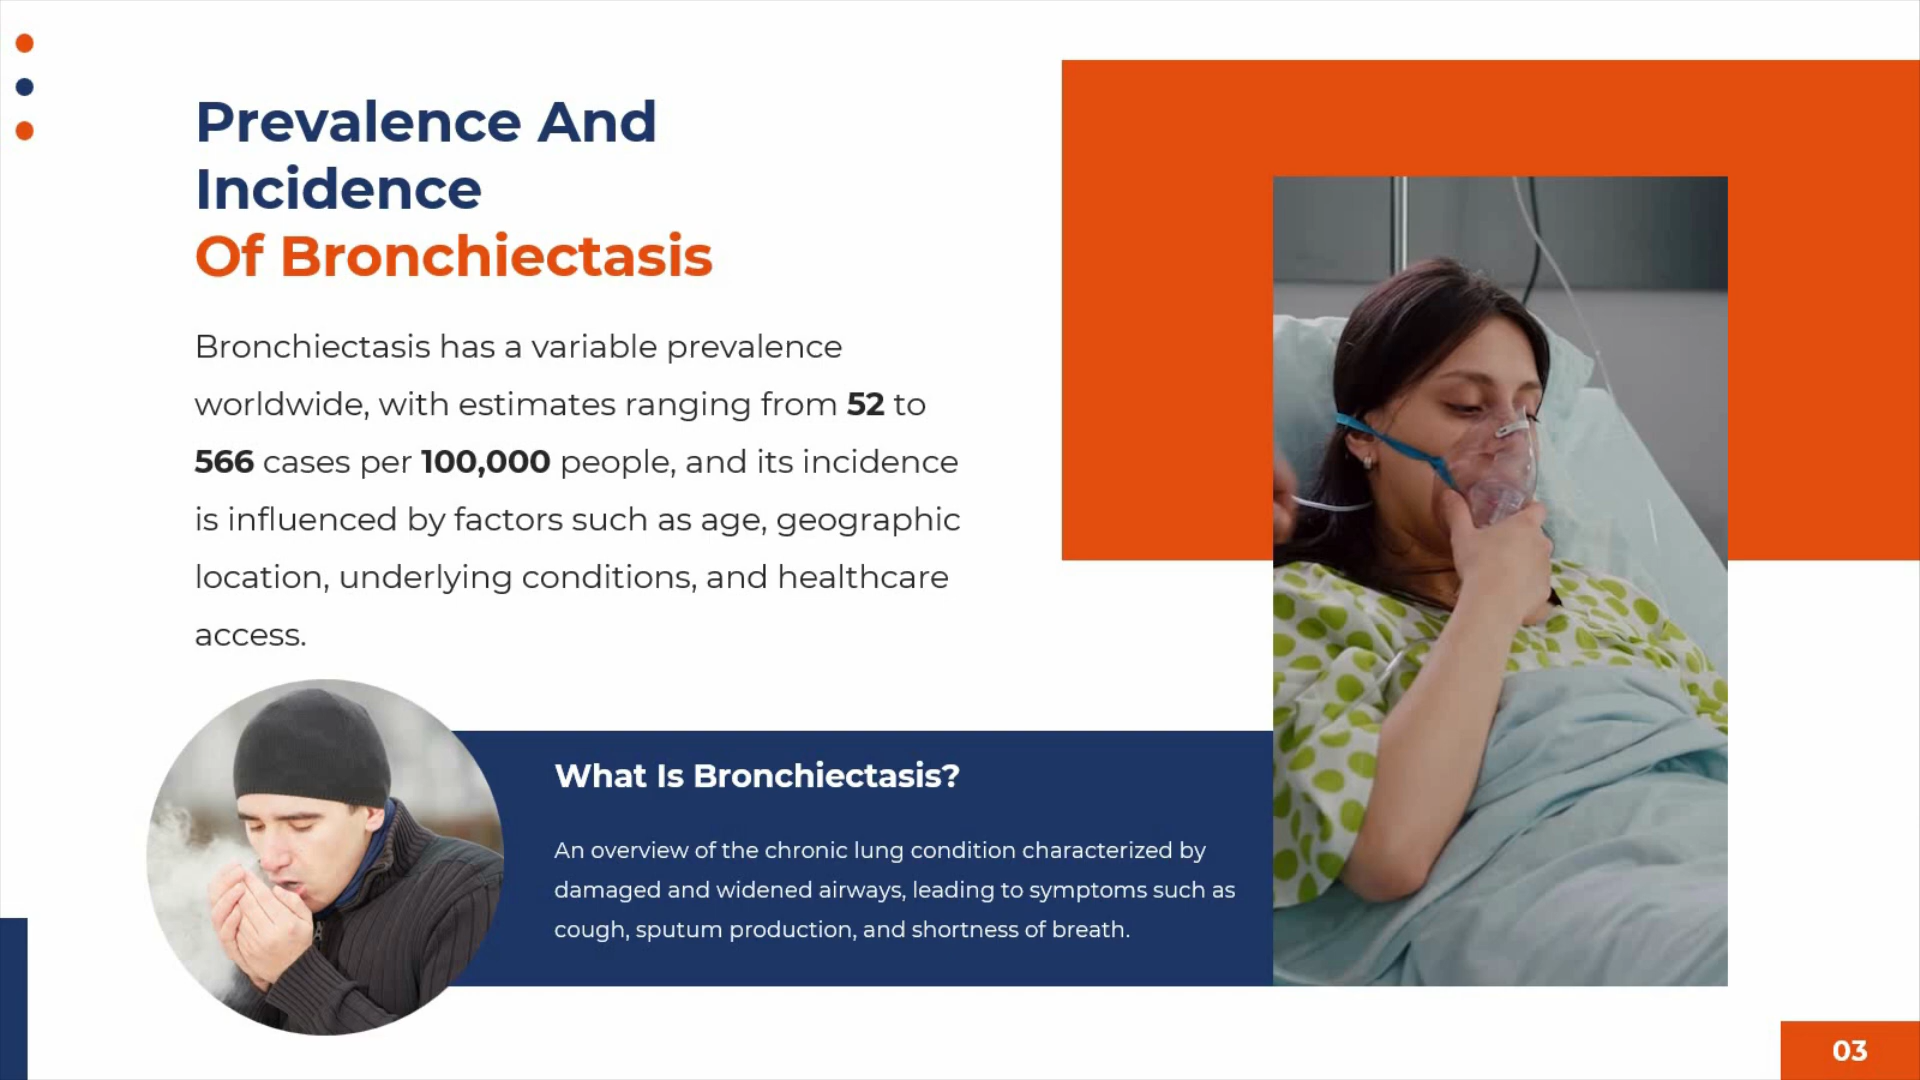 Prevalence And
Incidence
Of Bronchiectasis
Bronchiectasis has a variable prevalence
worldwide, with estimates ranging from 52 to
566 cases per 100,000 people, and its incidence
is influenced by factors such as age, geographic
location, underlying conditions, and healthcare
access.
What Is Bronchiectasis?
An overview of the chronic lung condition characterized by
damaged and widened airways, leading to symptoms such as
cough, sputum production, and shortness of breath.
03